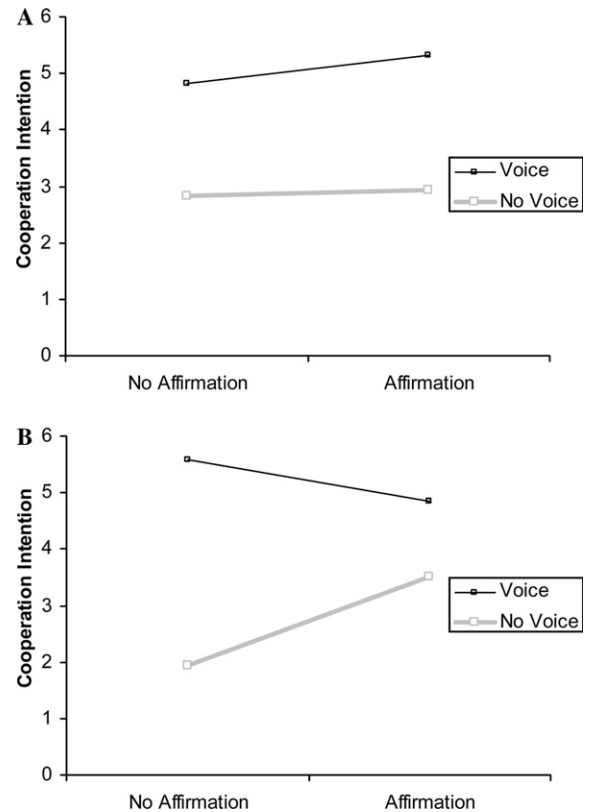 A
6
5
4
3
2
1
0
Cooperation Intention
No Affirmation
Affirmation
Voice
No Voice
B
6
5
4
3
2
1
0
Cooperation Intention
No Affirmation
Affirmation
Voice
No Voice